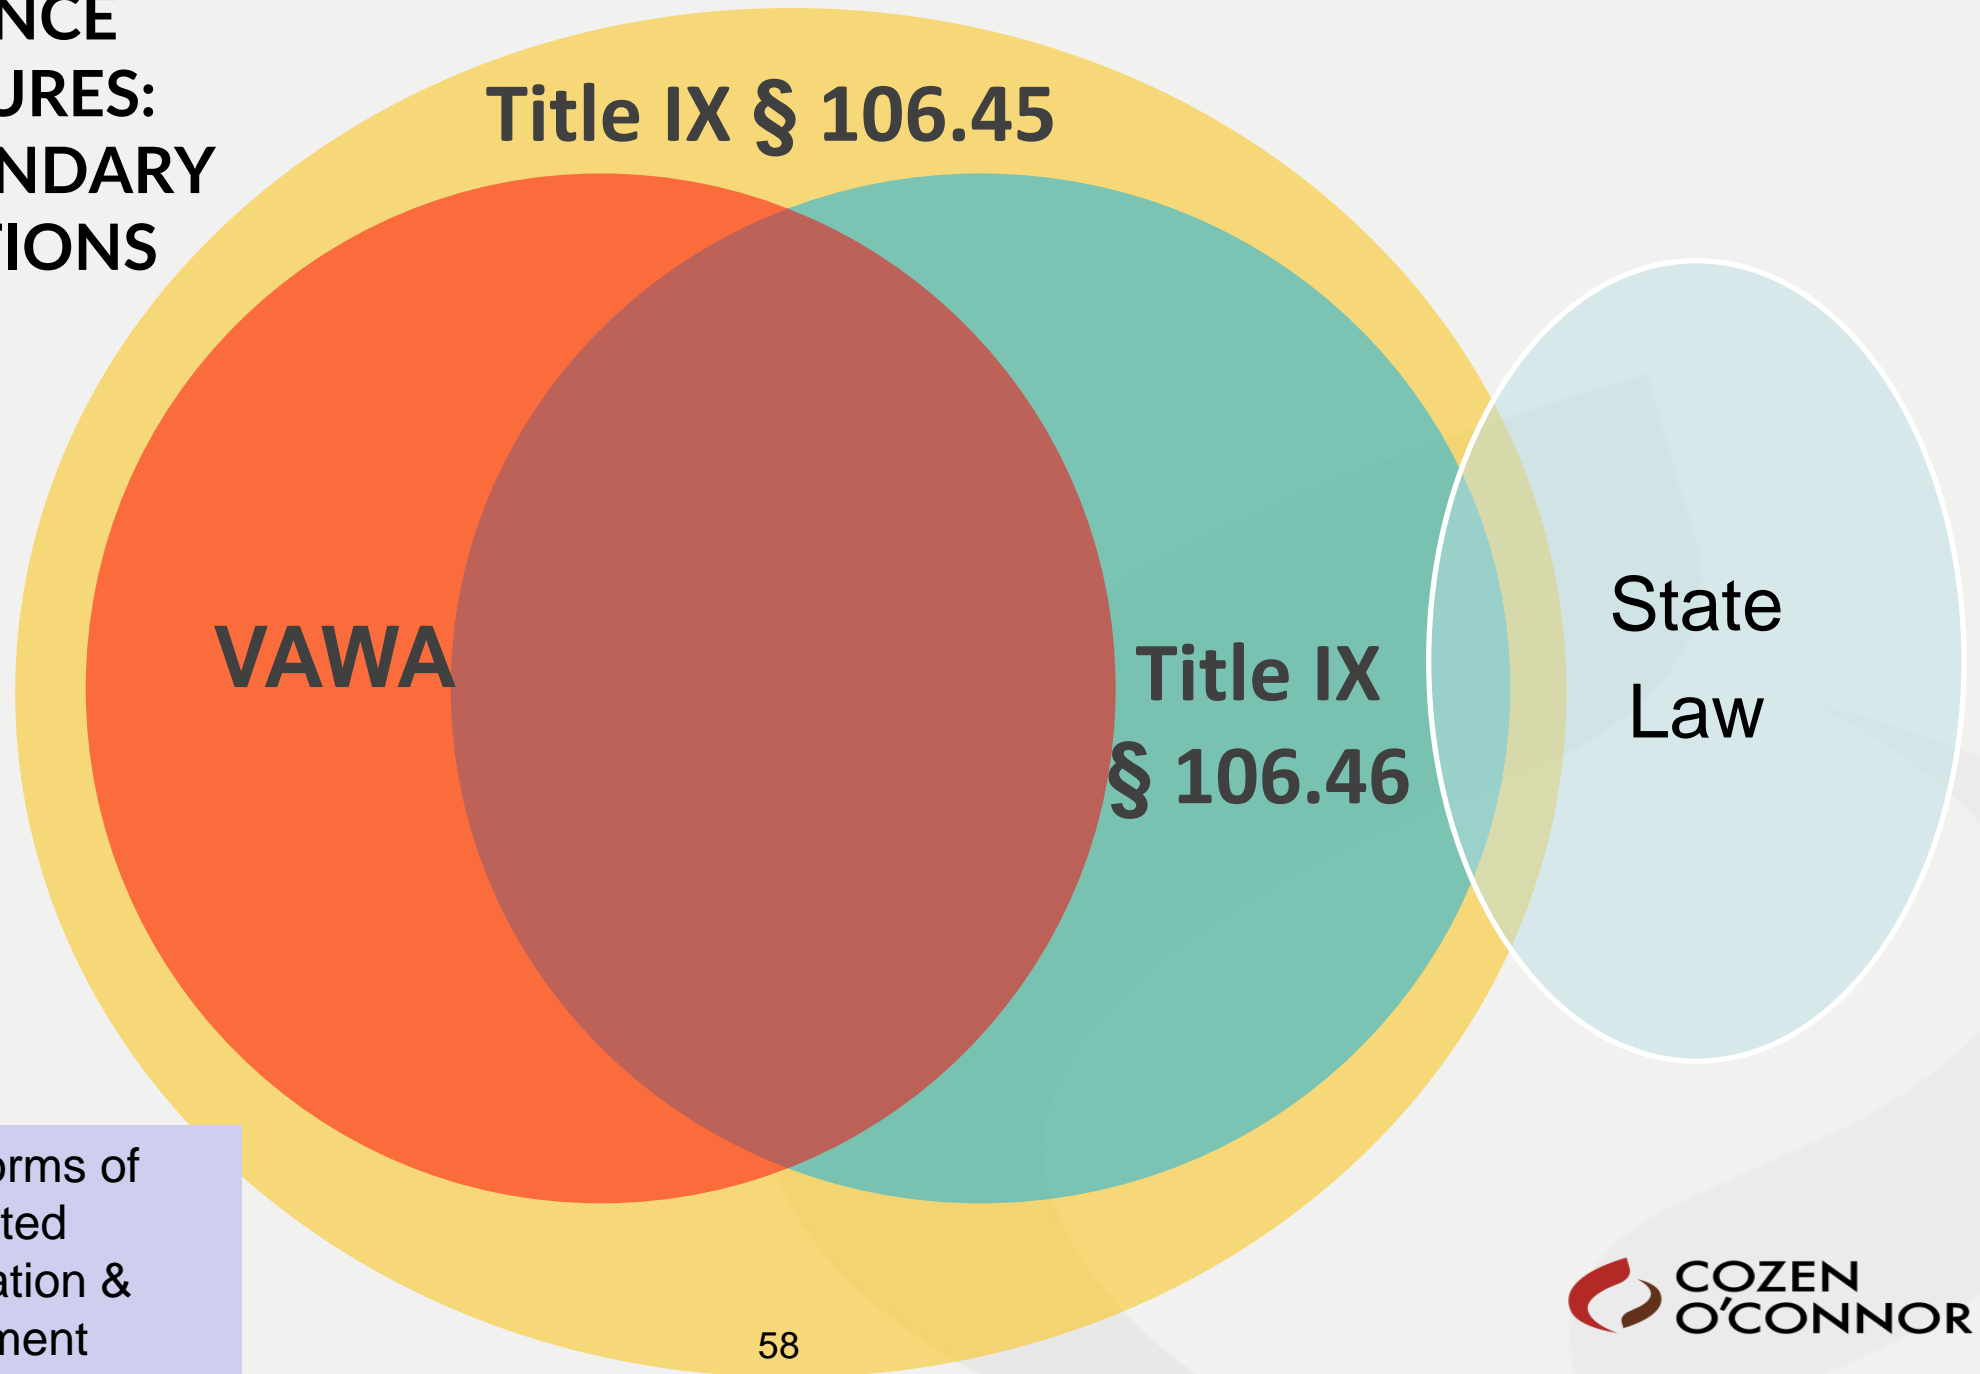 NCE
URES:
NDARY
TIONS
Title IX § 106.45
VAWA
Title IX
§ 106.46
State
Law
orms of
ted
ation &
ment
58
COZEN
O'CONNOR